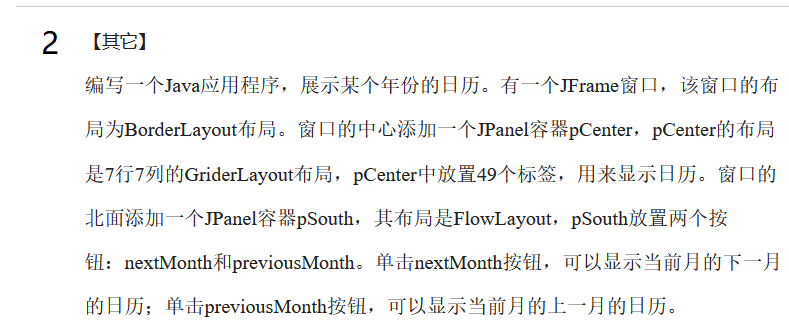 2 【其它】
编写一个Java应用程序，展示某个年份的日历。有一个JFrame窗口，该窗口的布
局为BorderLayout布局。窗口的中心添加一个JPanel容器pCenter，pCenter的布局
是7行7列的GriderLayout布局，pCenter中放置49个标签，用来显示日历。窗口的
北面添加一个JPanel容器pSouth，其布局是FlowLayout，pSouth放置两个按
钮：nextMonth和previousMonth。单击nextMonth按钮，可以显示当前月的下一月
的日历；单击previousMonth按钮，可以显示当前月的上一月的日历。